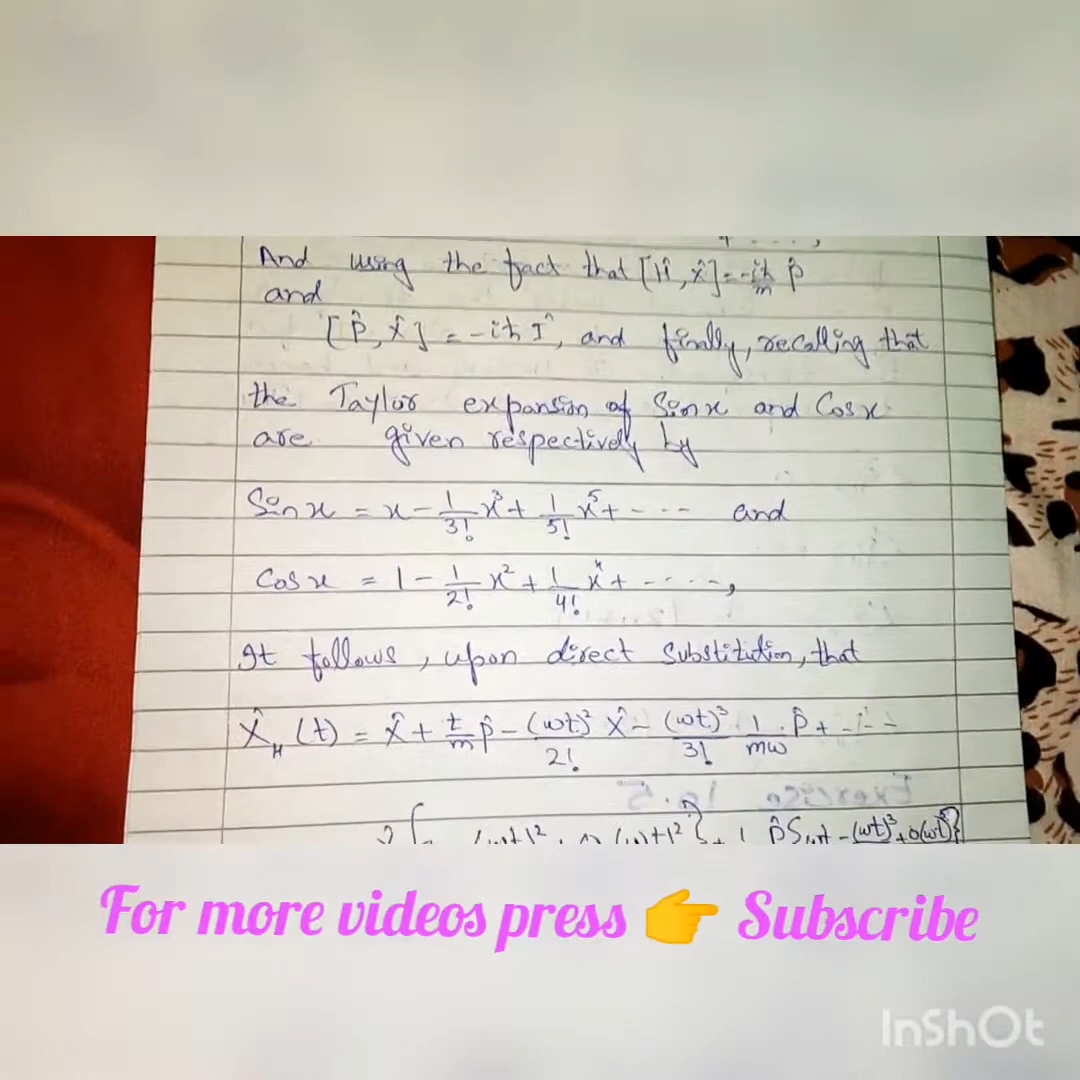 And using the fact that [Ĥ, x̂] = -iħ/m p̂
and
[P̂, X̂] = -iħ Î, and finally, recalling that
the Taylor expansion of Sin x and Cos x
are given respectively by
Sin x = x - 1/3! x³ + 1/5! x⁵ + - - - and
Cos x = 1 - 1/2! x² + 1/4! x⁴ + - - - -,
It follows, upon direct substitution, that
X̂_H (t) = X̂ + t/m p̂ - (wt)²/2! X̂ - (wt)³/3! 1/mw . P̂ + - - - -
For more videos press 👉 Subscribe
InShOt